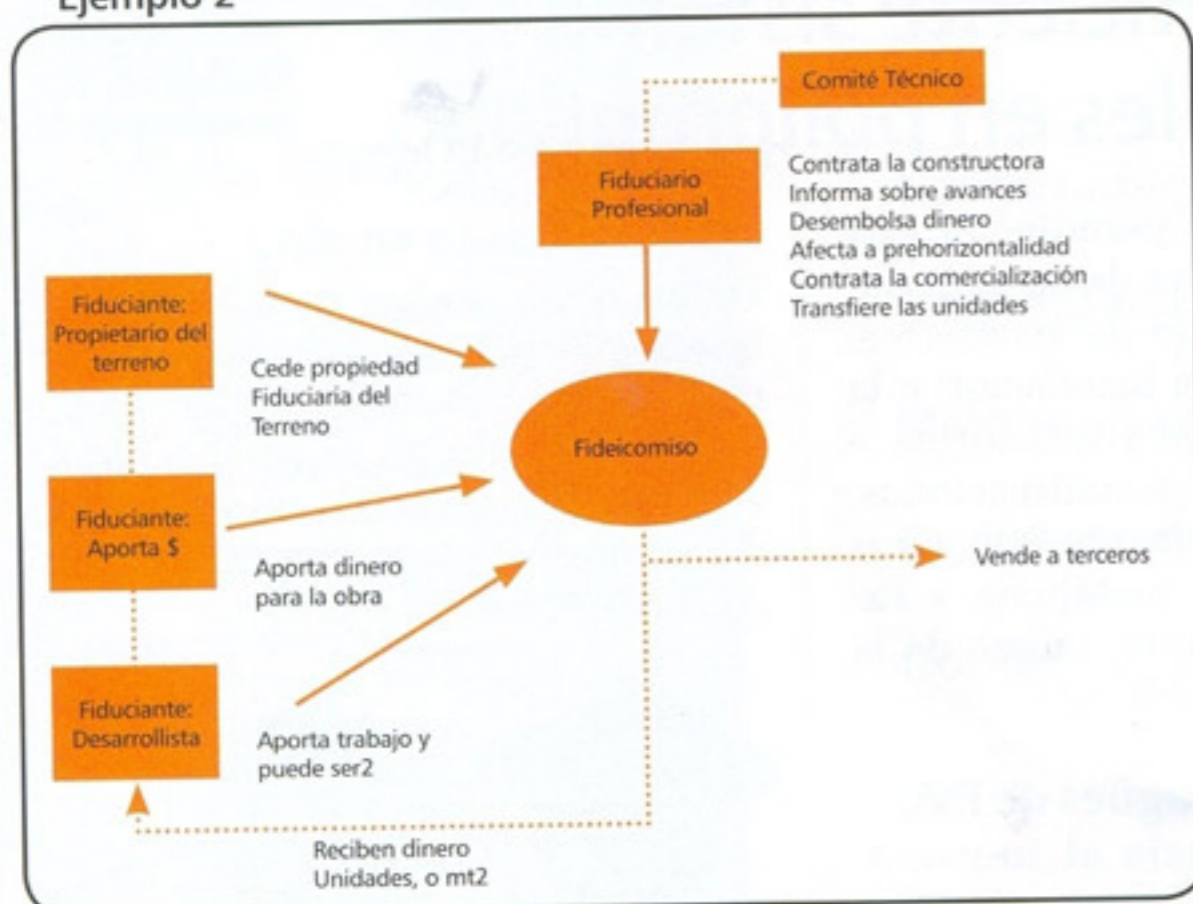 Ejemplo 2
Comité Técnico
Fiduciario
Profesional
Contrata la constructora
Informa sobre avances
Desembolsa dinero
Afecta a prehorizontalidad
Contrata la comercialización
Transfiere las unidades
Fiduciante:
Propietario del
terreno
Cede propiedad
Fiduciaria del
Terreno
Fideicomiso
Fiduciante:
Aporta $
Aporta dinero
para la obra
Vende a terceros
Fiduciante:
Desarrollista
Aporta trabajo y
puede ser2
Reciben dinero
Unidades, o mt2